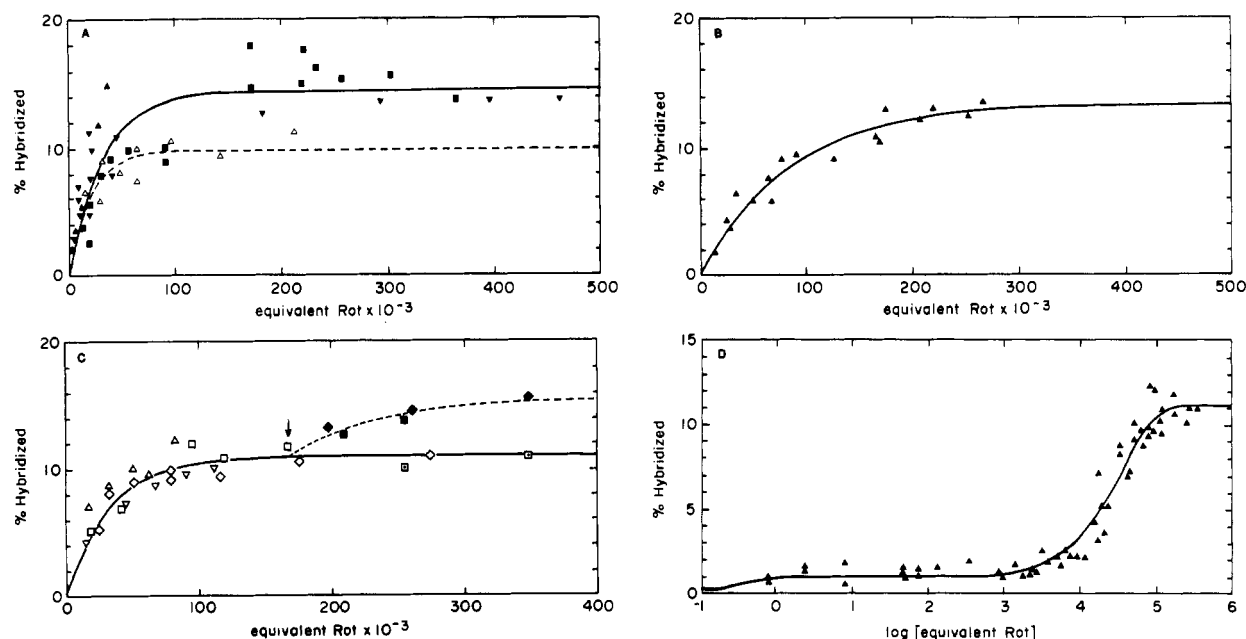 A
20
10
0
% Hybridized
0 100 200 300 400 500
equivalent Rot x 10⁻³
B
20
10
0
% Hybridized
0 100 200 300 400 500
equivalent Rot x 10⁻³
C
20
10
0
% Hybridized
0 100 200 300 400
equivalent Rot x 10⁻³
D
15
10
5
0
% Hybridized
-1 0 1 2 3 4 5 6
log [equivalent Rot]